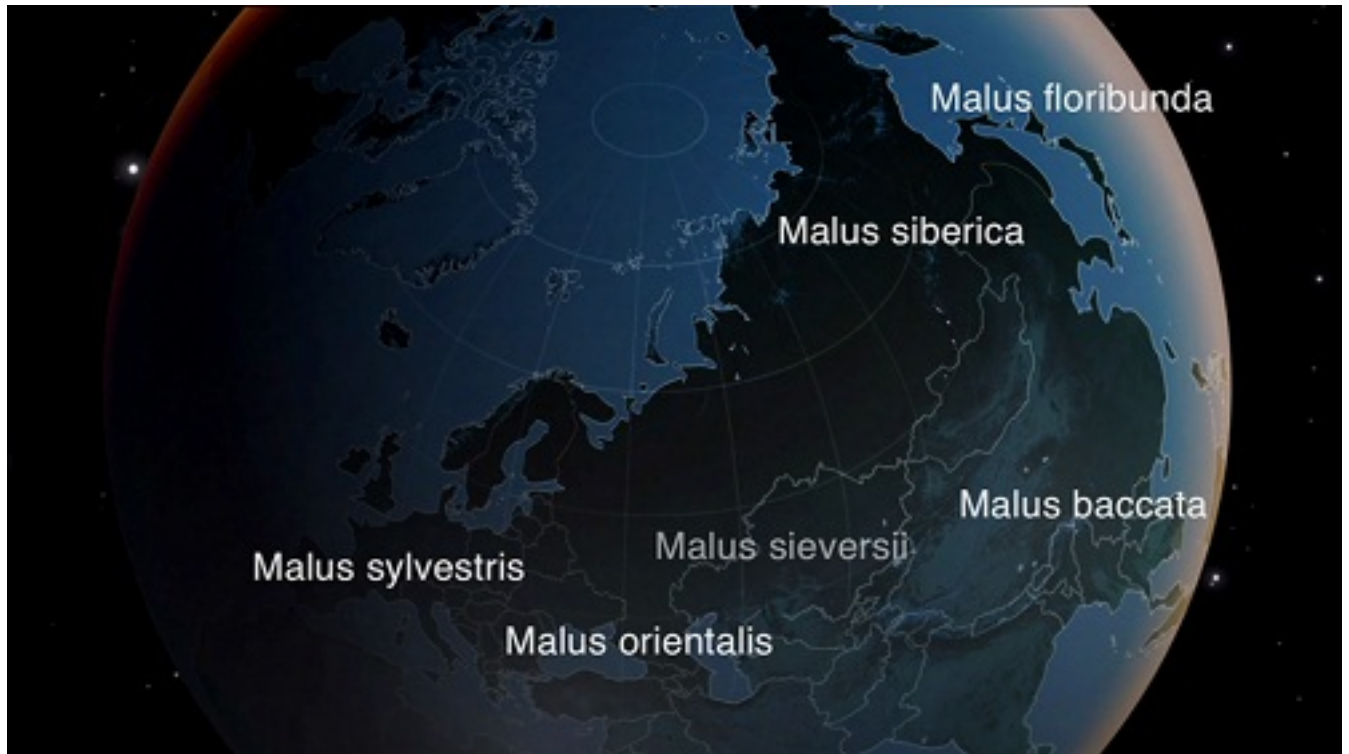 Malus floribunda
Malus siberica
Malus baccata
Malus sieversii
Malus sylvestris
Malus orientalis